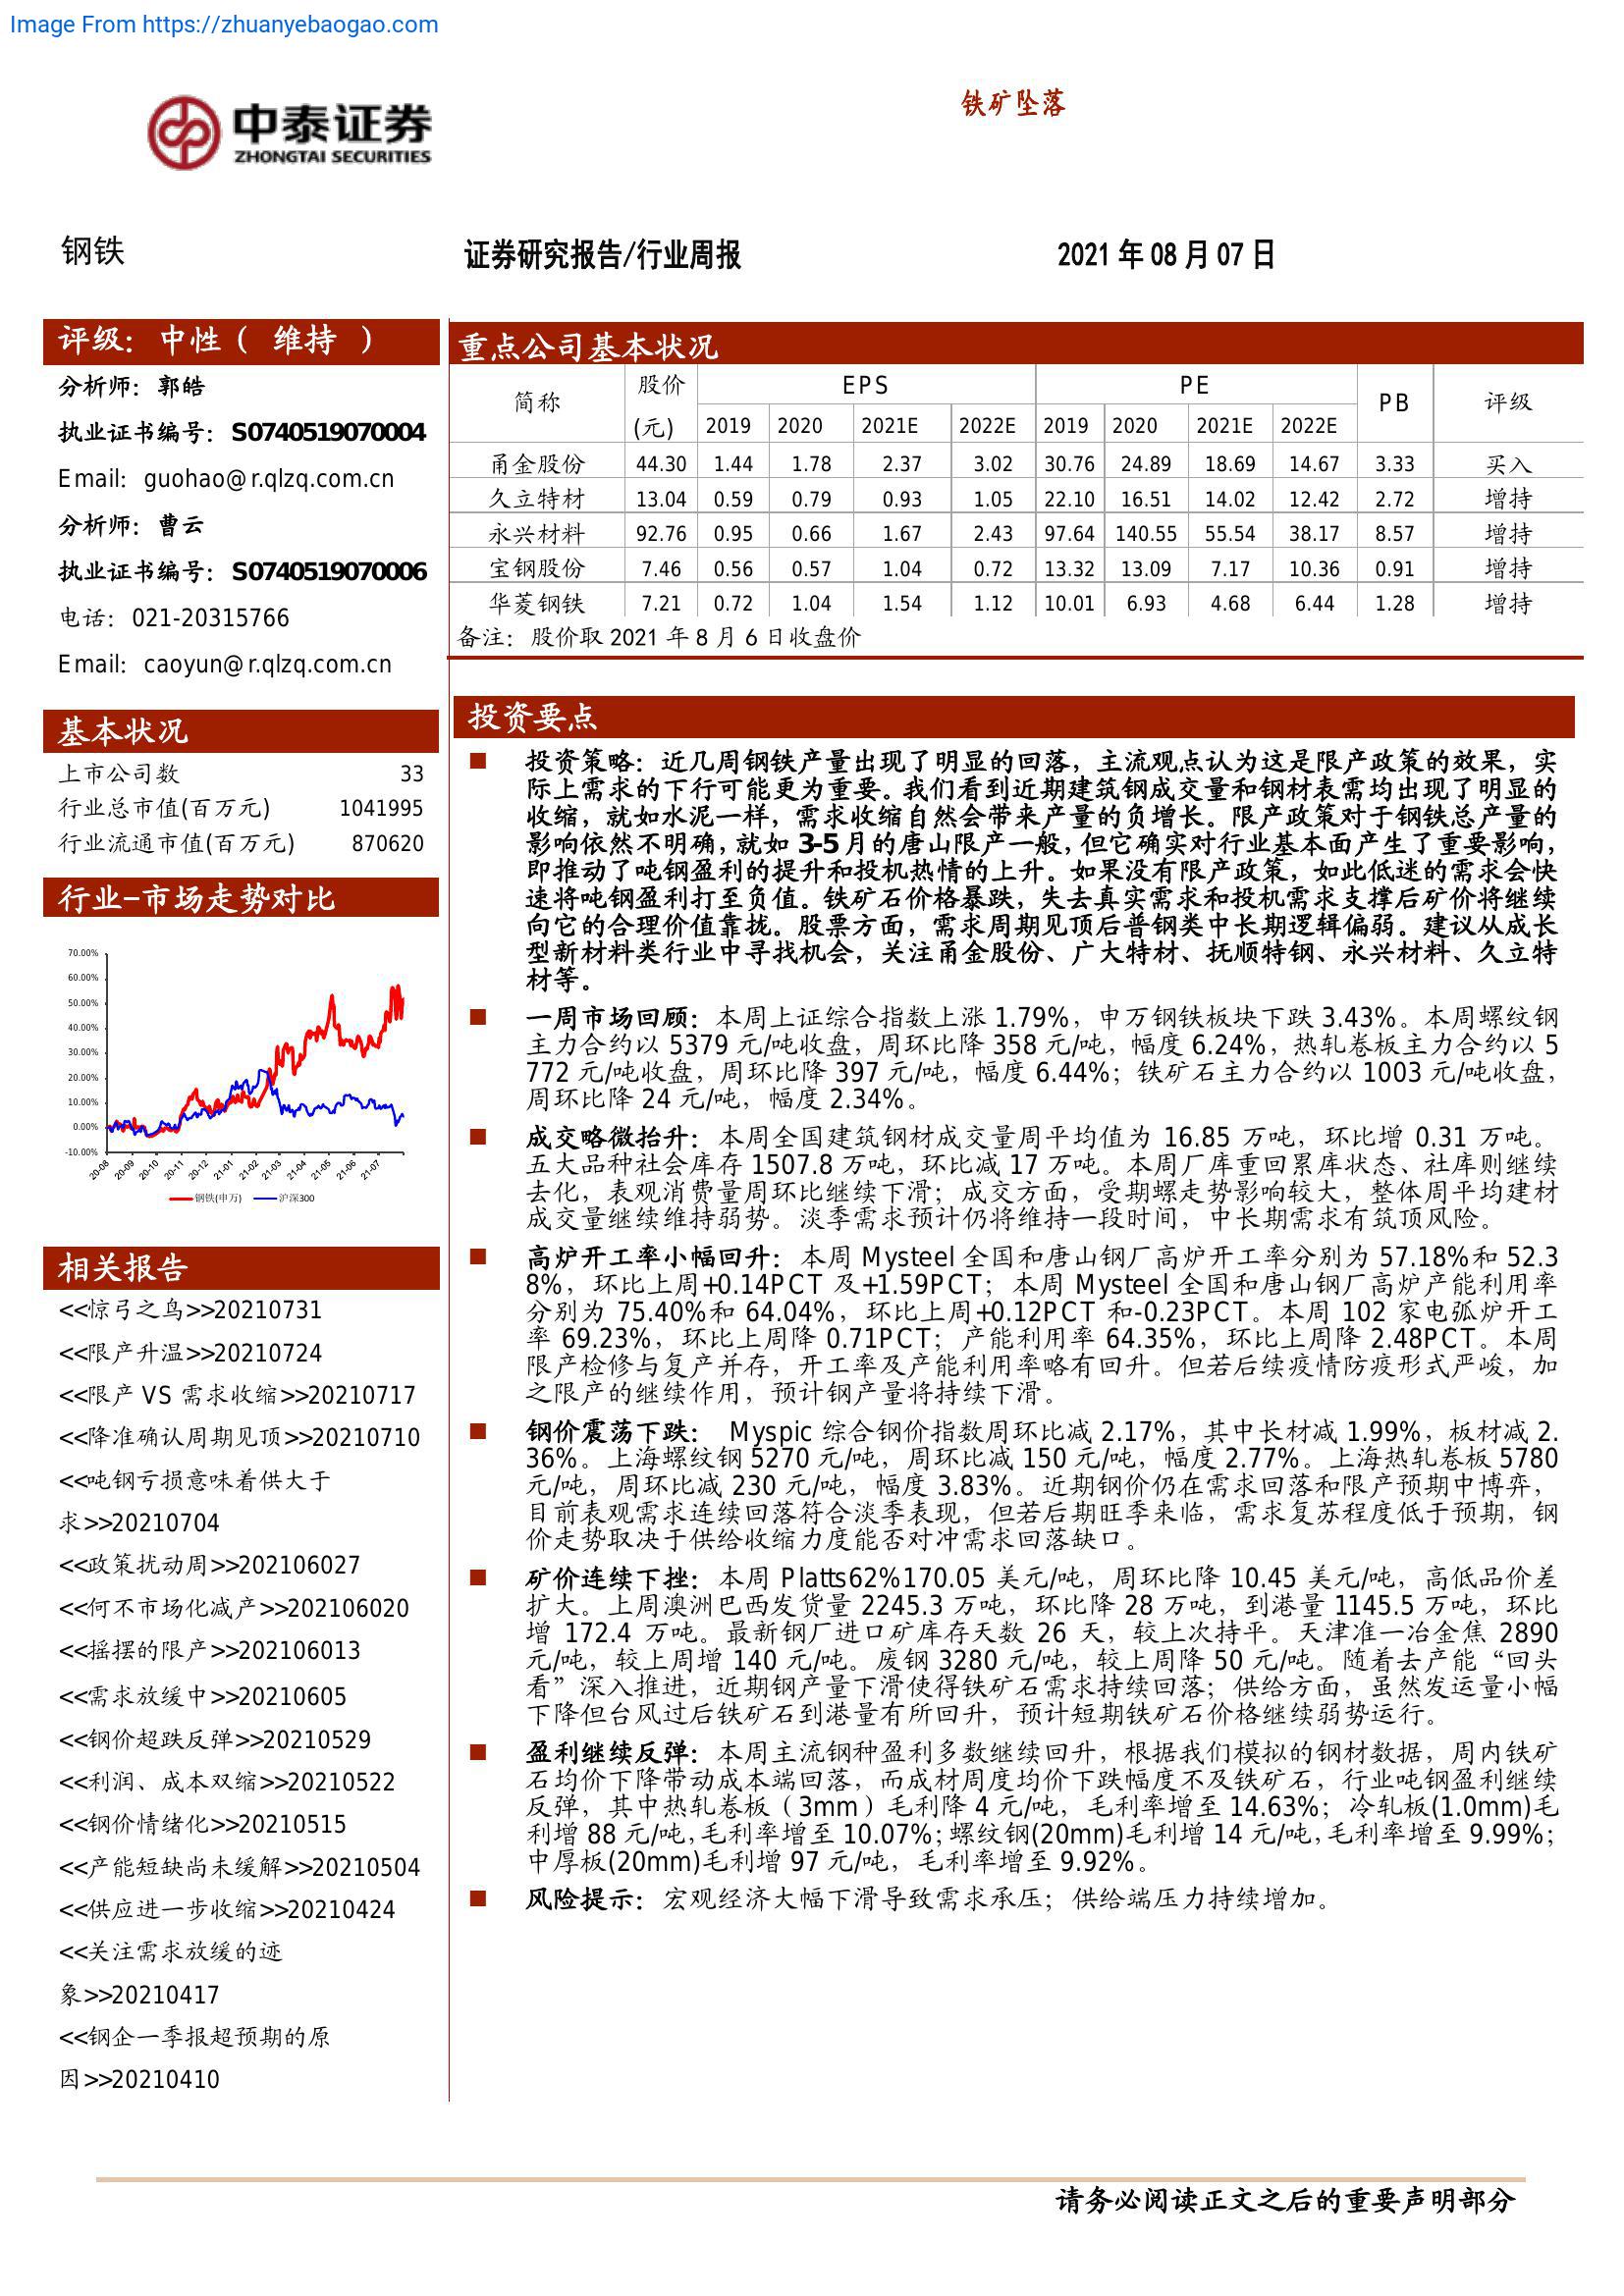 Image From https://zhuanyebaogao.com
铁矿坠落
中泰证券
ZHONGTAI SECURITIES
钢铁
证券研究报告/行业周报
2021 年 08 月 07 日
评级：中性（ 维持 ）
分析师：郭皓
执业证书编号：S0740519070004
Email：guohao@r.qlzq.com.cn
分析师：曹云
执业证书编号：S0740519070006
电话：021-20315766
Email：caoyun@r.qlzq.com.cn
基本状况
上市公司数 33
行业总市值(百万元) 1041995
行业流通市值(百万元) 870620
行业-市场走势对比
70.00%
60.00%
50.00%
40.00%
30.00%
20.00%
10.00%
0.00%
-10.00%
20-08 20-09 20-10 20-11 20-12 21-01 21-02 21-03 21-04 21-05 21-06 21-07
钢铁(申万) 沪深300
相关报告
<<惊弓之鸟>>20210731
<<限产升温>>20210724
<<限产 VS 需求收缩>>20210717
<<降准确认周期见顶>>20210710
<<吨钢亏损意味着供大于
求>>20210704
<<政策扰动周>>202106027
<<何不市场化减产>>202106020
<<摇摆的限产>>202106013
<<需求放缓中>>20210605
<<钢价超跌反弹>>20210529
<<利润、成本双缩>>20210522
<<钢价情绪化>>20210515
<<产能短缺尚未缓解>>20210504
<<供应进一步收缩>>20210424
<<关注需求放缓的迹
象>>20210417
<<钢企一季报超预期的原
因>>20210410
重点公司基本状况
简称 股价 EPS PE PB 评级
(元) 2019 2020 2021E 2022E 2019 2020 2021E 2022E
甬金股份 44.30 1.44 1.78 2.37 3.02 30.76 24.89 18.69 14.67 3.33 买入
久立特材 13.04 0.59 0.79 0.93 1.05 22.10 16.51 14.02 12.42 2.72 增持
永兴材料 92.76 0.95 0.66 1.67 2.43 97.64 140.55 55.54 38.17 8.57 增持
宝钢股份 7.46 0.56 0.57 1.04 0.72 13.32 13.09 7.17 10.36 0.91 增持
华菱钢铁 7.21 0.72 1.04 1.54 1.12 10.01 6.93 4.68 6.44 1.28 增持
备注：股价取 2021 年 8 月 6 日收盘价
投资要点
■ 投资策略：近几周钢铁产量出现了明显的回落，主流观点认为这是限产政策的效果，实
际上需求的下行可能更为重要。我们看到近期建筑钢成交量和钢材表需均出现了明显的
收缩，就如水泥一样，需求收缩自然会带来产量的负增长。限产政策对于钢铁总产量的
影响依然不明确，就如 3-5 月的唐山限产一般，但它确实对行业基本面产生了重要影响，
即推动了吨钢盈利的提升和投机热情的上升。如果没有限产政策，如此低迷的需求会快
速将吨钢盈利打至负值。铁矿石价格暴跌，失去真实需求和投机需求支撑后矿价将继续
向它的合理价值靠拢。股票方面，需求周期见顶后普钢类中长期逻辑偏弱。建议从成长
型新材料类行业中寻找机会，关注甬金股份、广大特材、抚顺特钢、永兴材料、久立特
材等。
■ 一周市场回顾：本周上证综合指数上涨 1.79%，申万钢铁板块下跌 3.43%。本周螺纹钢
主力合约以 5379 元/吨收盘，周环比降 358 元/吨，幅度 6.24%，热轧卷板主力合约以 5
772 元/吨收盘，周环比降 397 元/吨，幅度 6.44%；铁矿石主力合约以 1003 元/吨收盘，
周环比降 24 元/吨，幅度 2.34%。
■ 成交略微抬升：本周全国建筑钢材成交量周平均值为 16.85 万吨，环比增 0.31 万吨。
五大品种社会库存 1507.8 万吨，环比减 17 万吨。本周厂库重回累库状态、社库则继续
去化，表观消费量周环比继续下滑；成交方面，受期螺走势影响较大，整体周平均建材
成交量继续维持弱势。淡季需求预计仍将维持一段时间，中长期需求有筑顶风险。
■ 高炉开工率小幅回升：本周 Mysteel 全国和唐山钢厂高炉开工率分别为 57.18%和 52.3
8%，环比上周+0.14PCT 及+1.59PCT；本周 Mysteel 全国和唐山钢厂高炉产能利用率
分别为 75.40%和 64.04%，环比上周+0.12PCT 和-0.23PCT。本周 102 家电弧炉开工
率 69.23%，环比上周降 0.71PCT；产能利用率 64.35%，环比上周降 2.48PCT。本周
限产检修与复产并存，开工率及产能利用率略有回升。但若后续疫情防疫形式严峻，加
之限产的继续作用，预计钢产量将持续下滑。
■ 钢价震荡下跌： Myspic 综合钢价指数周环比减 2.17%，其中长材减 1.99%，板材减 2.
36%。上海螺纹钢 5270 元/吨，周环比减 150 元/吨，幅度 2.77%。上海热轧卷板 5780
元/吨，周环比减 230 元/吨，幅度 3.83%。近期钢价仍在需求回落和限产预期中博弈，
目前表观需求连续回落符合淡季表现，但若后期旺季来临，需求复苏程度低于预期，钢
价走势取决于供给收缩力度能否对冲需求回落缺口。
■ 矿价连续下挫：本周 Platts62%170.05 美元/吨，周环比降 10.45 美元/吨，高低品价差
扩大。上周澳洲巴西发货量 2245.3 万吨，环比降 28 万吨，到港量 1145.5 万吨，环比
增 172.4 万吨。最新钢厂进口矿库存天数 26 天，较上次持平。天津准一冶金焦 2890
元/吨，较上周增 140 元/吨。废钢 3280 元/吨，较上周降 50 元/吨。随着去产能“回头
看”深入推进，近期钢产量下滑使得铁矿石需求持续回落；供给方面，虽然发运量小幅
下降但台风过后铁矿石到港量有所回升，预计短期铁矿石价格继续弱势运行。
■ 盈利继续反弹：本周主流钢种盈利多数继续回升，根据我们模拟的钢材数据，周内铁矿
石均价下降带动成本端回落，而成材周度均价下跌幅度不及铁矿石，行业吨钢盈利继续
反弹，其中热轧卷板（3mm）毛利降 4 元/吨，毛利率增至 14.63%；冷轧板(1.0mm)毛
利增 88 元/吨，毛利率增至 10.07%；螺纹钢(20mm)毛利增 14 元/吨，毛利率增至 9.99%；
中厚板(20mm)毛利增 97 元/吨，毛利率增至 9.92%。
■ 风险提示：宏观经济大幅下滑导致需求承压；供给端压力持续增加。
请务必阅读正文之后的重要声明部分